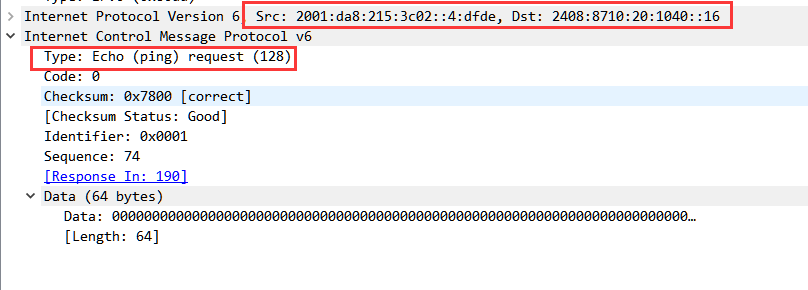 Internet Protocol Version 6, Src: 2001:da8:215:3c02::4:dfde, Dst: 2408:8710:20:1040::16
Internet Control Message Protocol v6
Type: Echo (ping) request (128)
Code: 0
Checksum: 0x7800 [correct]
[Checksum Status: Good]
Identifier: 0x0001
Sequence: 74
[Response In: 190]
Data (64 bytes)
Data: 000000000000000000000000000000000000000000000000000000000000000000000000…
[Length: 64]